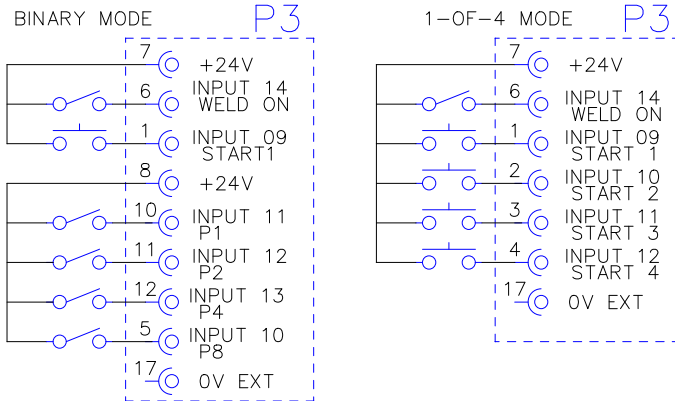 BINARY MODE P3
7 +24V
6 INPUT 14
WELD ON
1 INPUT 09
START1
8 +24V
10 INPUT 11
P1
11 INPUT 12
P2
12 INPUT 13
P4
5 INPUT 10
P8
17 0V EXT
1-OF-4 MODE P3
7 +24V
6 INPUT 14
WELD ON
1 INPUT 09
START 1
2 INPUT 10
START 2
3 INPUT 11
START 3
4 INPUT 12
START 4
17 0V EXT